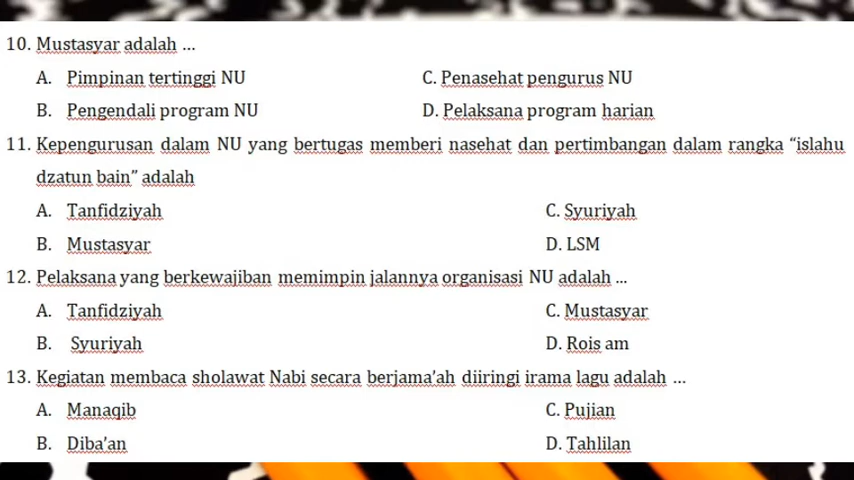 10. Mustasyar adalah ...
A. Pimpinan tertinggi NU C. Penasehat pengurus NU
B. Pengendali program NU D. Pelaksana program harian
11. Kepengurusan dalam NU yang bertugas memberi nasehat dan pertimbangan dalam rangka “islahu
dzatun bain” adalah
A. Tanfidziyah C. Syuriyah
B. Mustasyar D. LSM
12. Pelaksana yang berkewajiban memimpin jalannya organisasi NU adalah ...
A. Tanfidziyah C. Mustasyar
B. Syuriyah D. Rois am
13. Kegiatan membaca sholawat Nabi secara berjama’ah diiringi irama lagu adalah ...
A. Manaqib C. Pujian
B. Diba’an D. Tahlilan